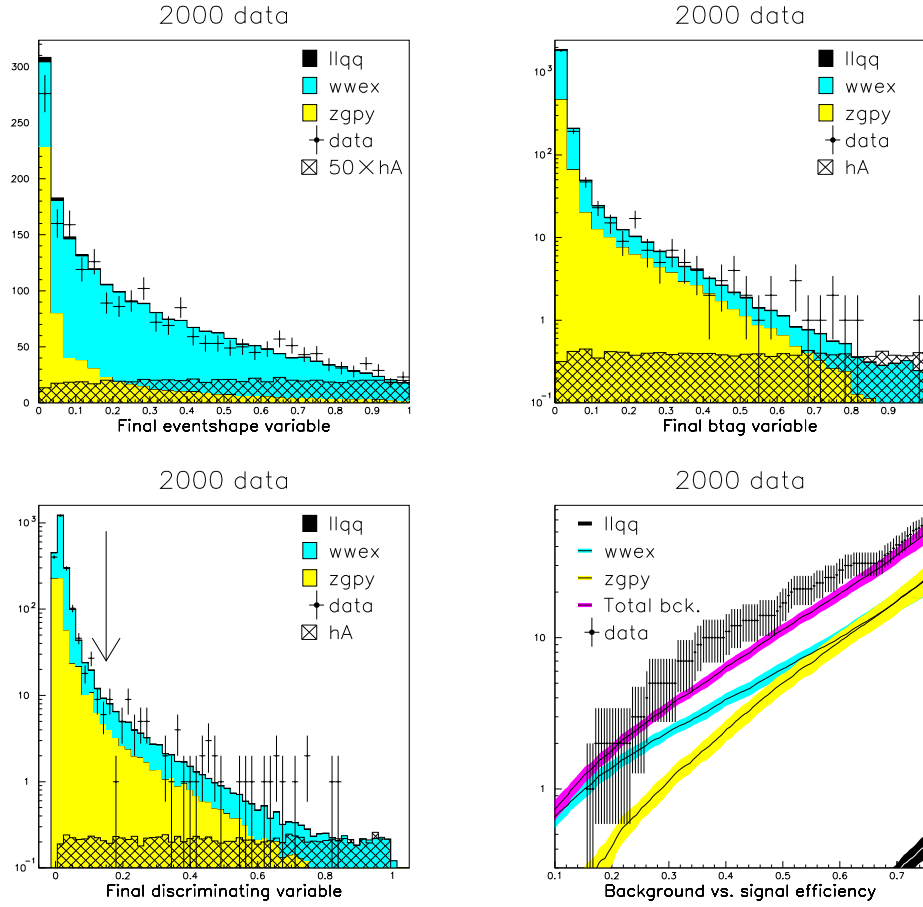 2000 data
llqq
wwex
zgpy
data
50×hA
300
250
200
150
100
50
0
0 0.1 0.2 0.3 0.4 0.5 0.6 0.7 0.8 0.9 1
Final eventshape variable
2000 data
llqq
wwex
zgpy
data
hA
10³
10²
10
1
10⁻¹
0 0.1 0.2 0.3 0.4 0.5 0.6 0.7 0.8 0.9
Final btag variable
2000 data
llqq
wwex
zgpy
data
hA
10³
10²
10
1
10⁻¹
0 0.2 0.4 0.6 0.8 1
Final discriminating variable
2000 data
llqq
wwex
zgpy
Total bck.
data
10
1
0.1 0.2 0.3 0.4 0.5 0.6 0.7
Background vs. signal efficiency